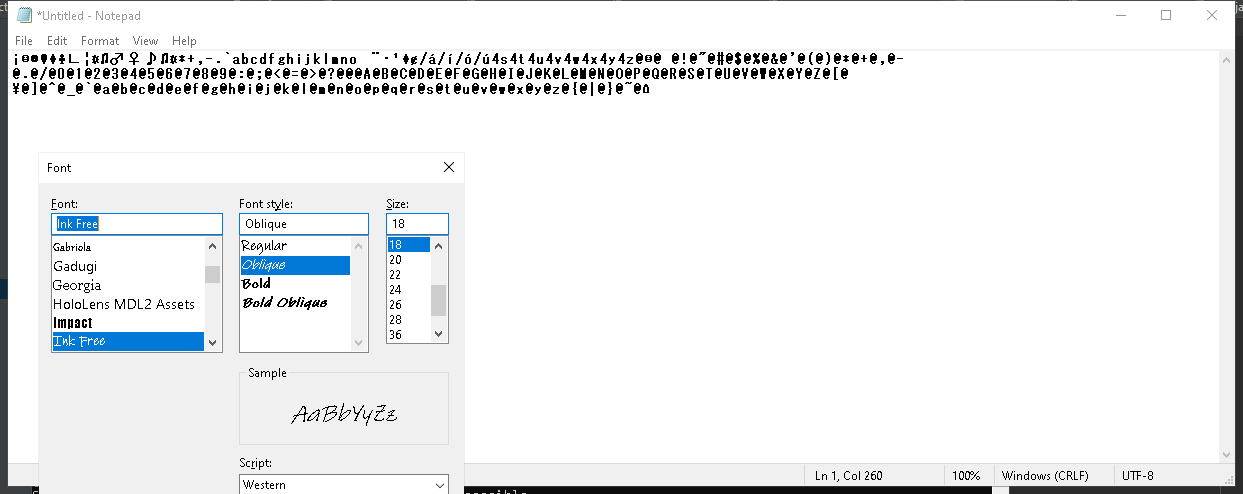 *Untitled - Notepad
File Edit Format View Help
@.@/@0@1@2@3@4@5@6@7@8@9@:@;@<@=@>@?@@@A@B@C@D@E@F@G@H@I@J@K@L@M@N@O@P@Q@R@S@T@U@V@W@X@Y@Z@[@
¥@]@^@_@`@a@b@c@d@e@f@g@h@i@j@k@l@m@n@o@p@q@r@s@t@u@v@w@x@y@z@{@|@}@~@⌂
Font
Font: Font style: Size:
Ink Free Oblique 18
Gabriola Regular 18
Gadugi Oblique 20
Georgia Bold 22
HoloLens MDL2 Assets Bold Oblique 24
Impact 26
Ink Free 28
36
Sample
AaBbYyZz
Script:
Western
Ln 1, Col 260 100% Windows (CRLF) UTF-8